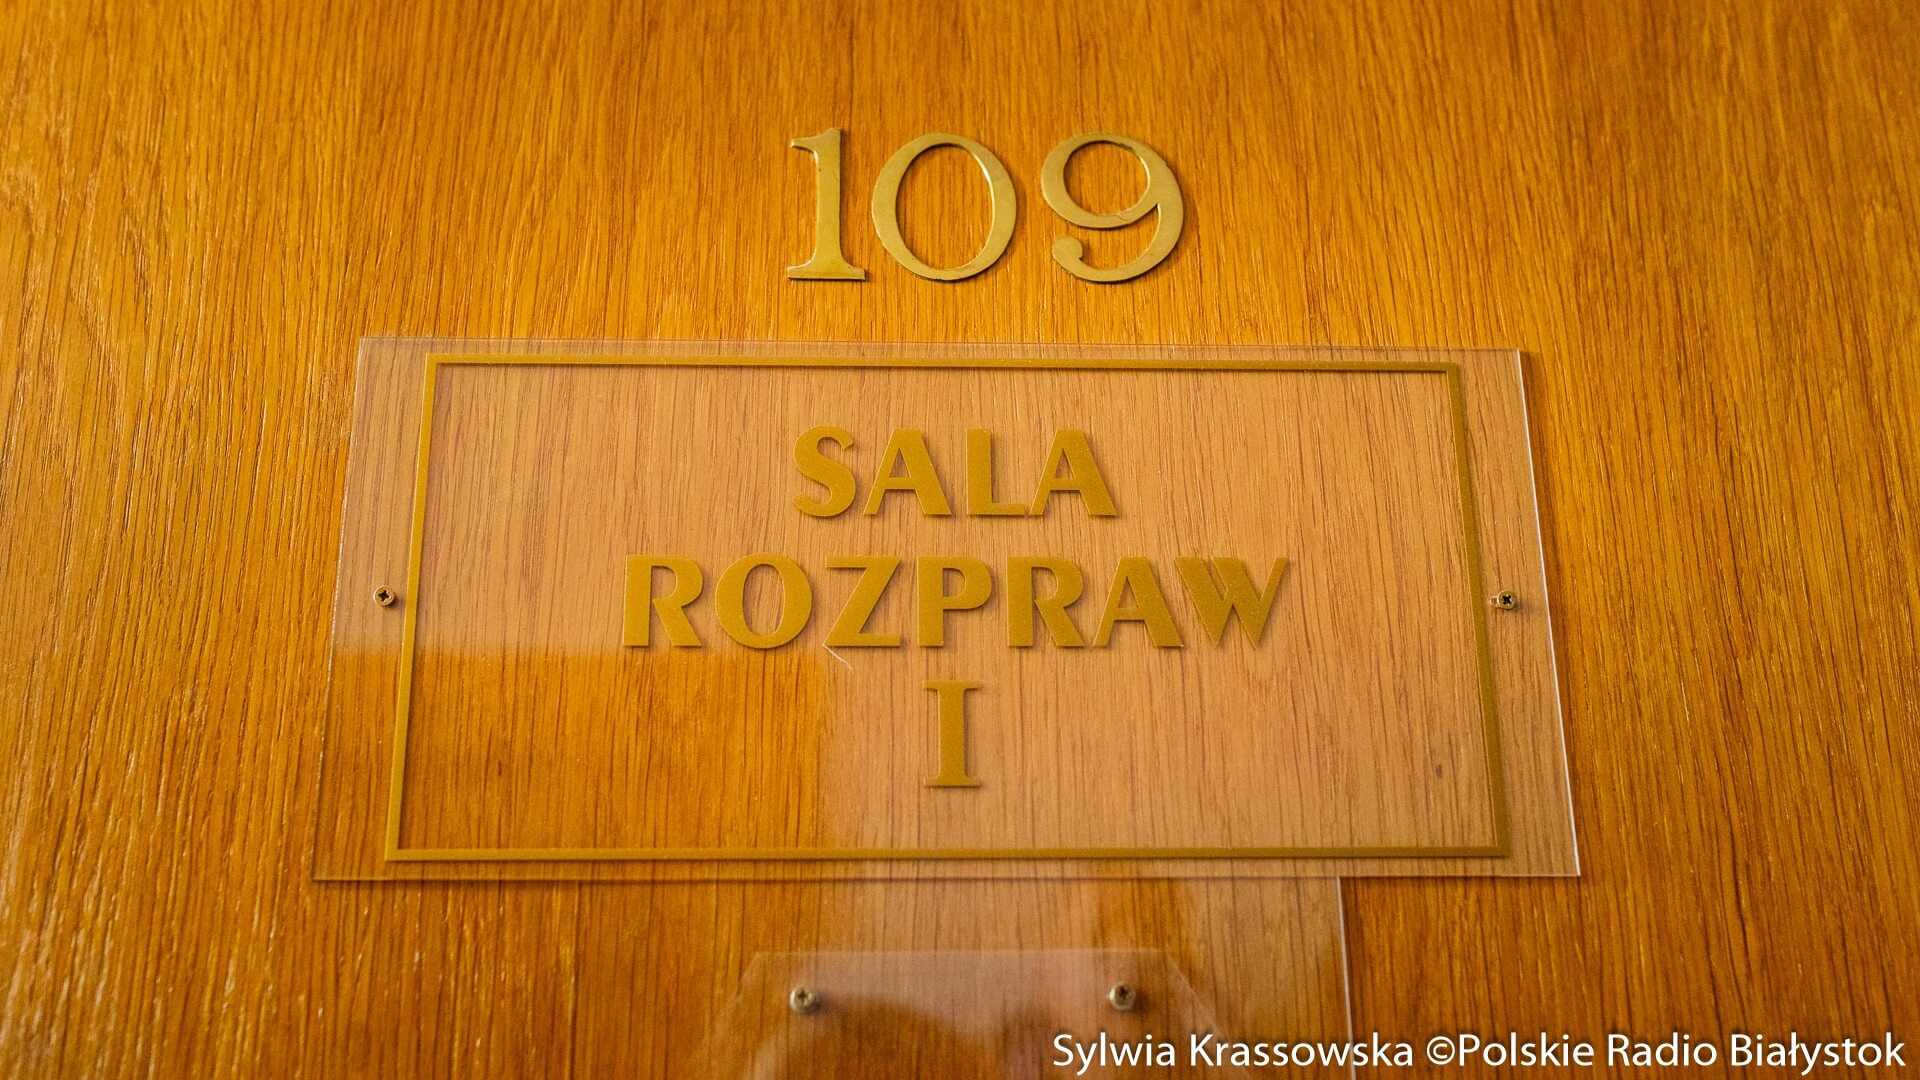 109
SALA
ROZPRAW
I
Sylwia Krassowska ©Polskie Radio Białystok